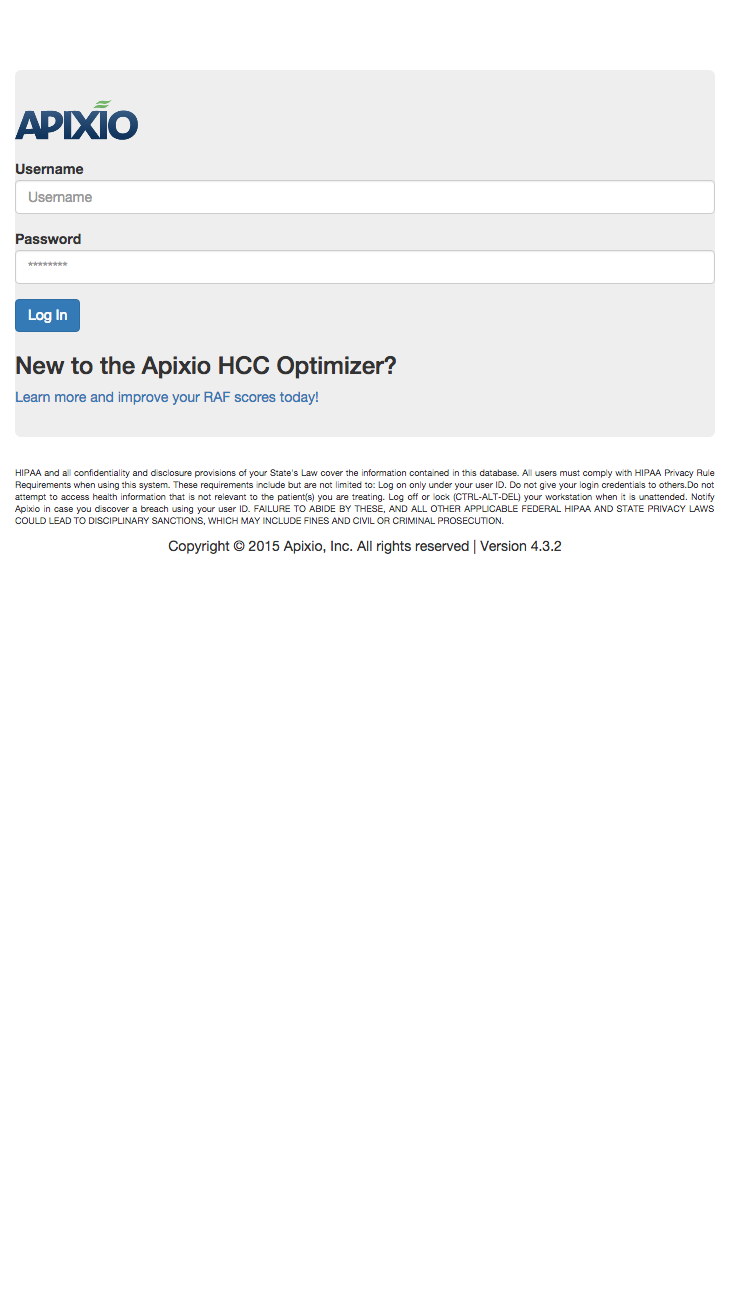 APIXIO
Username
Username
Password
********
Log In
New to the Apixio HCC Optimizer?
Learn more and improve your RAF scores today!
HIPAA and all confidentiality and disclosure provisions of your State's Law cover the information contained in this database. All users must comply with HIPAA Privacy Rule
Requirements when using this system. These requirements include but are not limited to: Log on only under your user ID. Do not give your login credentials to others.Do not
attempt to access health information that is not relevant to the patient(s) you are treating. Log off or lock (CTRL-ALT-DEL) your workstation when it is unattended. Notify
Apixio in case you discover a breach using your user ID. FAILURE TO ABIDE BY THESE, AND ALL OTHER APPLICABLE FEDERAL HIPAA AND STATE PRIVACY LAWS
COULD LEAD TO DISCIPLINARY SANCTIONS, WHICH MAY INCLUDE FINES AND CIVIL OR CRIMINAL PROSECUTION.
Copyright © 2015 Apixio, Inc. All rights reserved | Version 4.3.2